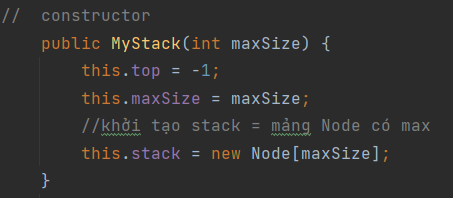 //  constructor
public MyStack(int maxSize) {
this.top = -1;
this.maxSize = maxSize;
//khởi tạo stack = mảng Node có max
this.stack = new Node[maxSize];
}